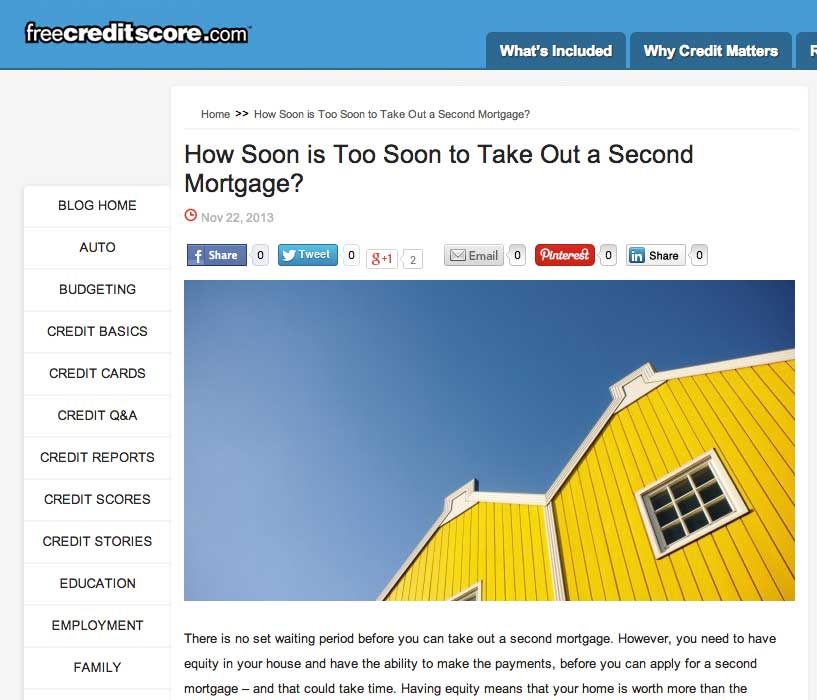 freecreditscore.com
What's Included
Why Credit Matters
Home >> How Soon is Too Soon to Take Out a Second Mortgage?
How Soon is Too Soon to Take Out a Second
Mortgage?
Nov 22, 2013
f Share 0 Tweet 0 g+1 2 Email 0 Pinterest 0 in Share 0
BLOG HOME
AUTO
BUDGETING
CREDIT BASICS
CREDIT CARDS
CREDIT Q&A
CREDIT REPORTS
CREDIT SCORES
CREDIT STORIES
EDUCATION
EMPLOYMENT
FAMILY
There is no set waiting period before you can take out a second mortgage. However, you need to have
equity in your house and have the ability to make the payments, before you can apply for a second
mortgage – and that could take time. Having equity means that your home is worth more than the